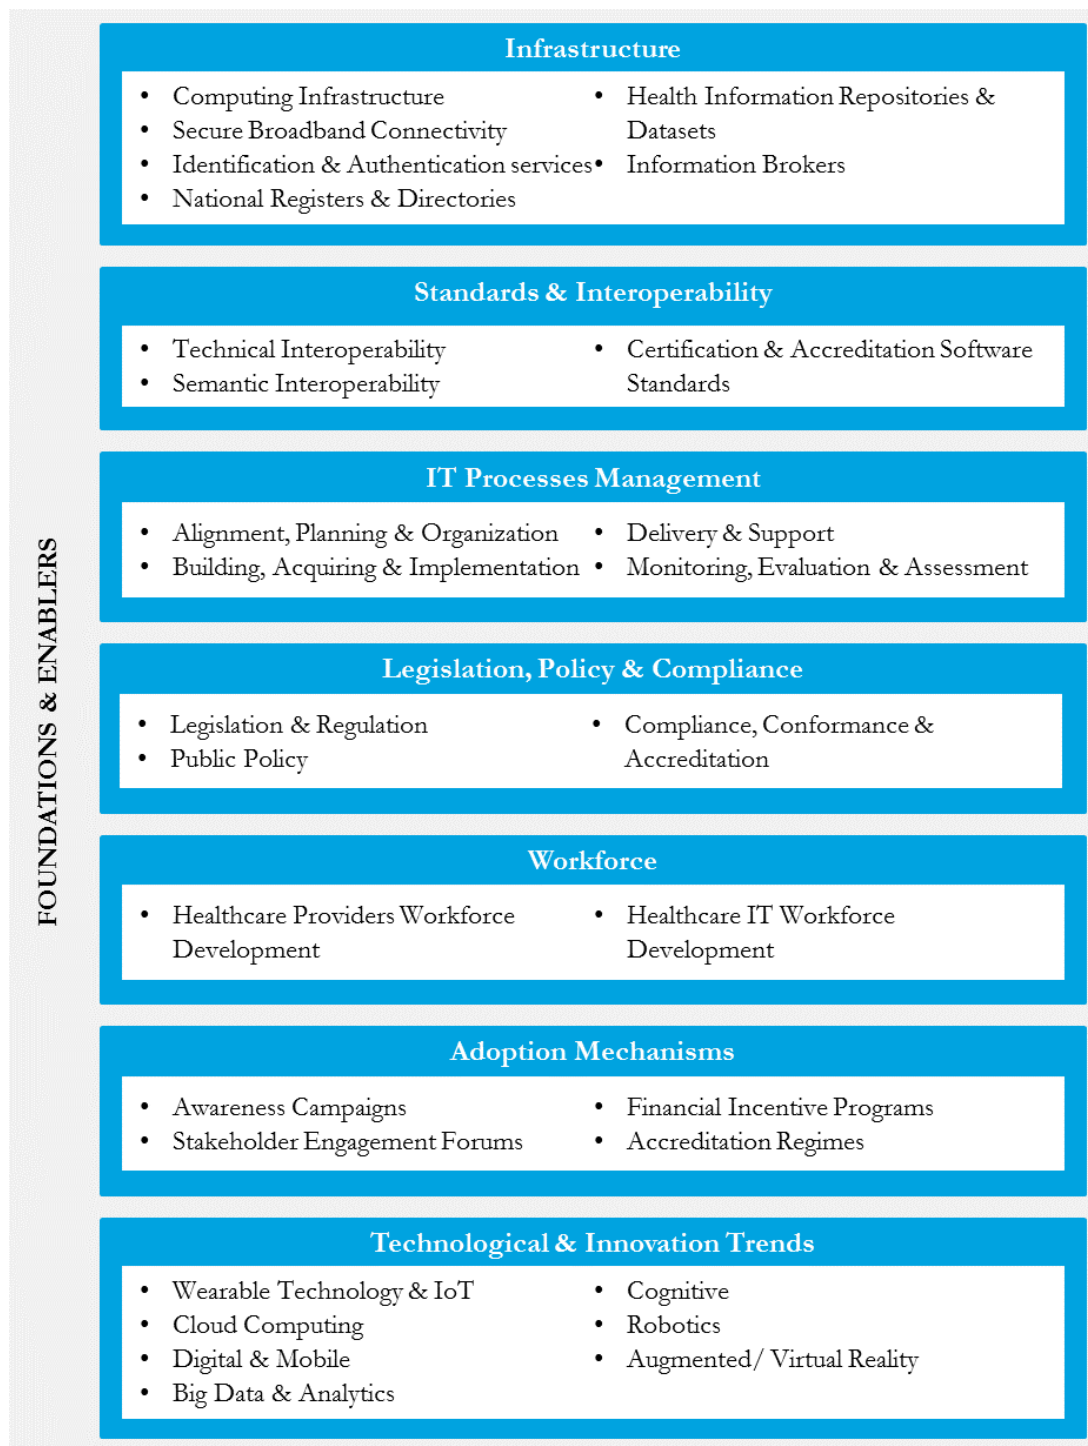 FOUNDATIONS & ENABLERS
Infrastructure
• Computing Infrastructure
• Secure Broadband Connectivity
• Identification & Authentication services
• National Registers & Directories
• Health Information Repositories &
Datasets
• Information Brokers
Standards & Interoperability
• Technical Interoperability
• Semantic Interoperability
• Certification & Accreditation Software
Standards
IT Processes Management
• Alignment, Planning & Organization
• Building, Acquiring & Implementation
• Delivery & Support
• Monitoring, Evaluation & Assessment
Legislation, Policy & Compliance
• Legislation & Regulation
• Public Policy
• Compliance, Conformance &
Accreditation
Workforce
• Healthcare Providers Workforce
Development
• Healthcare IT Workforce
Development
Adoption Mechanisms
• Awareness Campaigns
• Stakeholder Engagement Forums
• Financial Incentive Programs
• Accreditation Regimes
Technological & Innovation Trends
• Wearable Technology & IoT
• Cloud Computing
• Digital & Mobile
• Big Data & Analytics
• Cognitive
• Robotics
• Augmented/ Virtual Reality